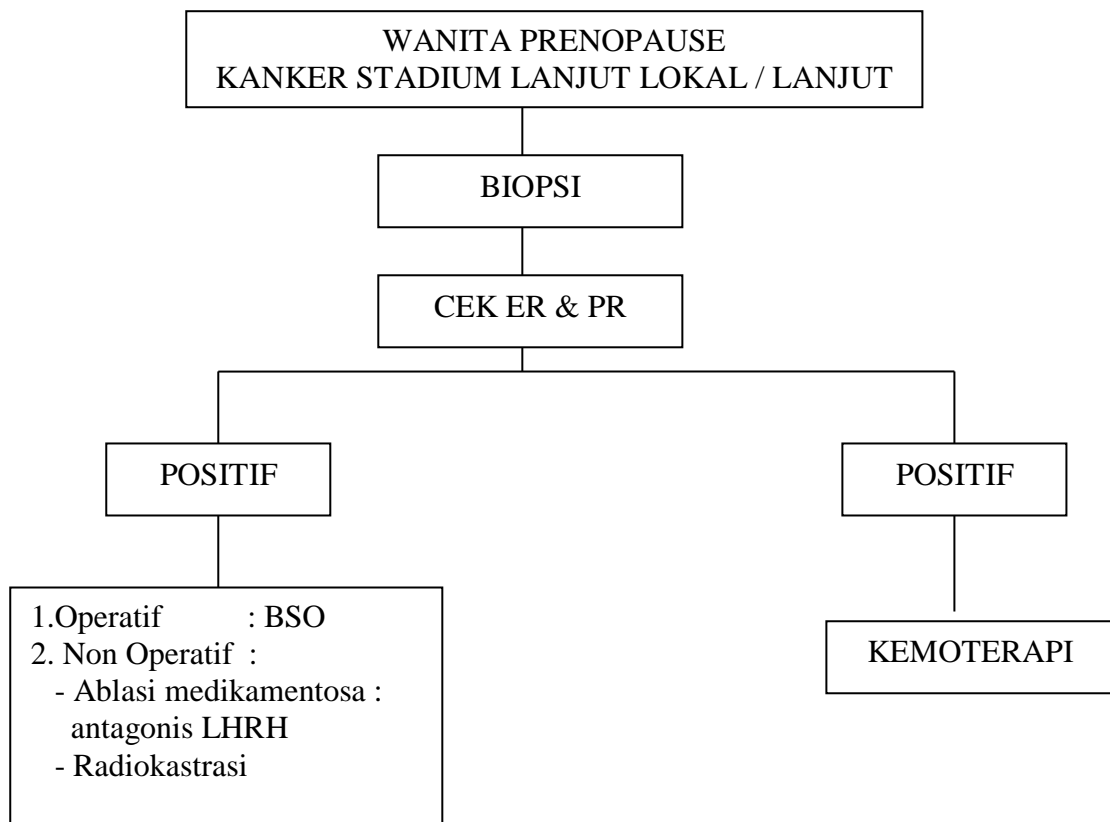 WANITA PRENOPAUSE
KANKER STADIUM LANJUT LOKAL / LANJUT
BIOPSI
CEK ER & PR
POSITIF
POSITIF
1.Operatif : BSO
2. Non Operatif :
- Ablasi medikamentosa :
antagonis LHRH
- Radiokastrasi
KEMOTERAPI